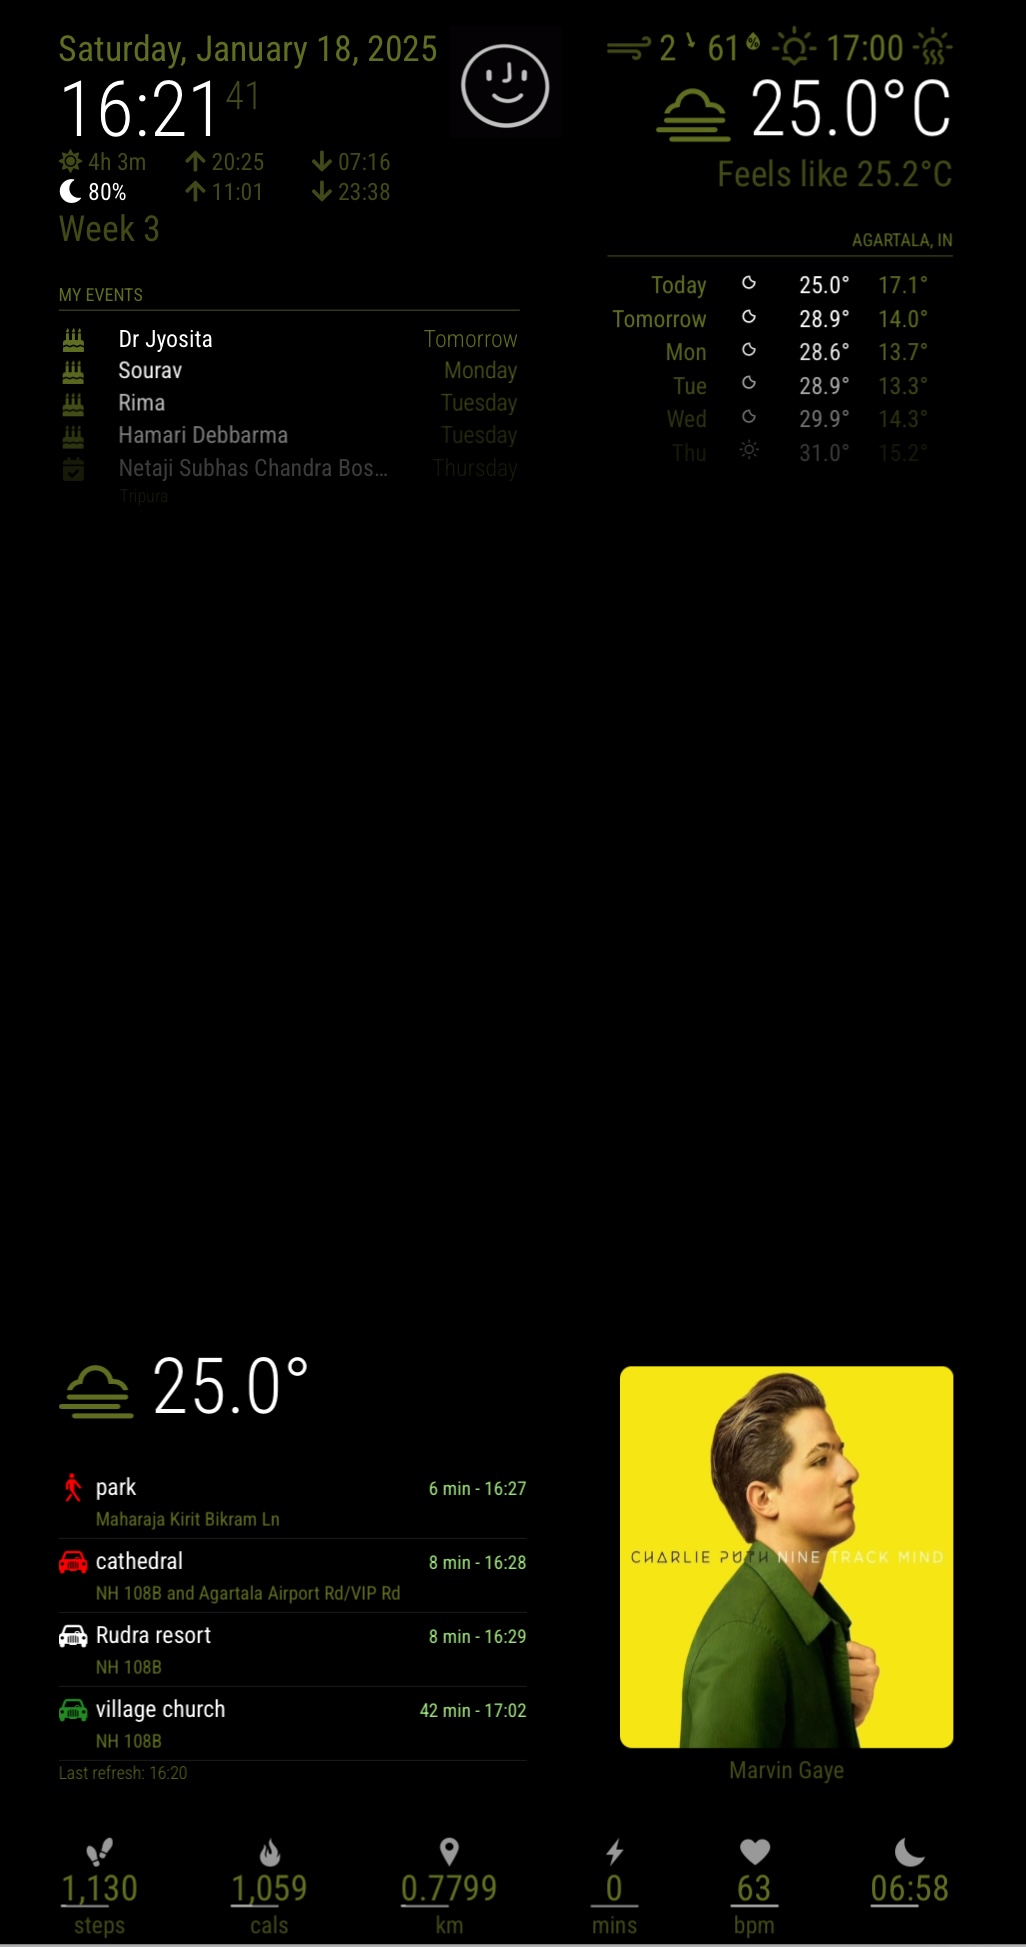 Saturday, January 18, 2025
16:21 41
4h 3m 20:25 07:16
80% 11:01 23:38
Week 3
MY EVENTS
Dr Jyosita Tomorrow
Sourav Monday
Rima Tuesday
Hamari Debbarma Tuesday
Netaji Subhas Chandra Bos... Thursday
Tripura
2 61% 17:00
25.0°C
Feels like 25.2°C
AGARTALA, IN
Today 25.0° 17.1°
Tomorrow 28.9° 14.0°
Mon 28.6° 13.7°
Tue 28.9° 13.3°
Wed 29.9° 14.3°
Thu 31.0° 15.2°
25.0°
park 6 min - 16:27
Maharaja Kirit Bikram Ln
cathedral 8 min - 16:28
NH 108B and Agartala Airport Rd/VIP Rd
Rudra resort 8 min - 16:29
NH 108B
village church 42 min - 17:02
NH 108B
Last refresh: 16:20
CHARLIE PUTH NINE TRACK MIND
Marvin Gaye
1,130 1,059 0.7799 0 63 06:58
steps cals km mins bpm